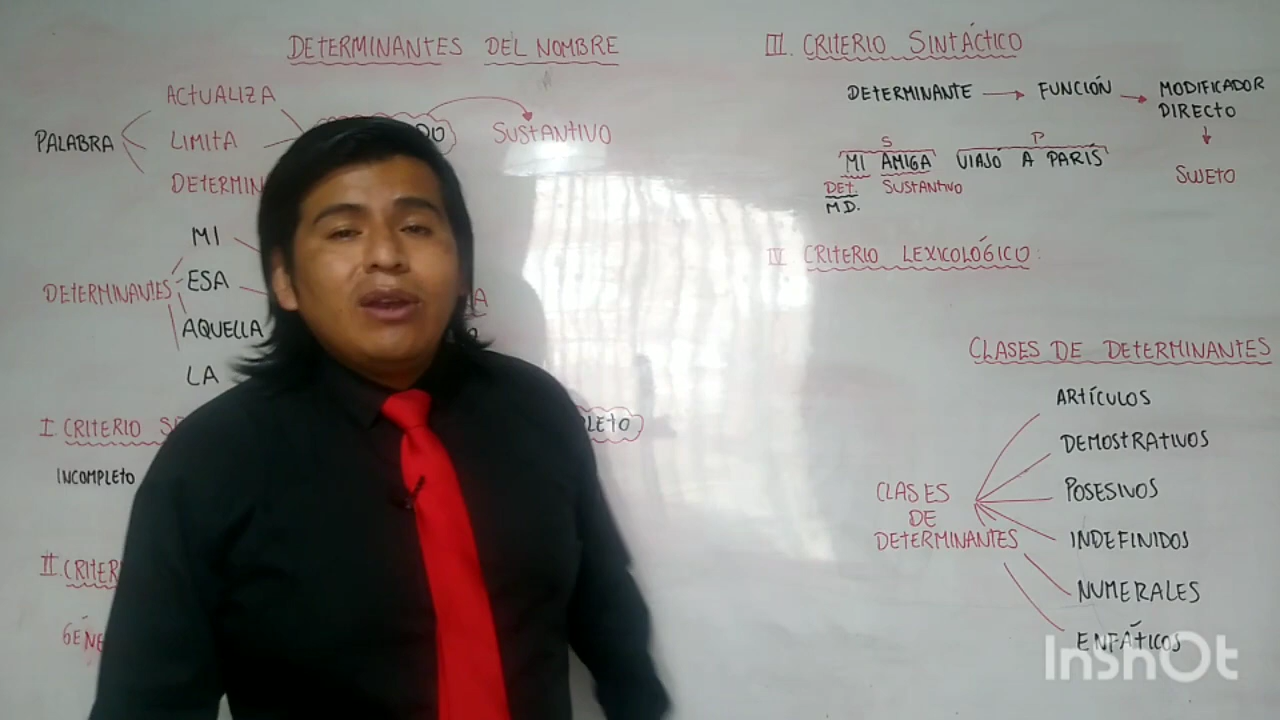 DETERMINANTES DEL NOMBRE
ACTUALIZA
PALABRA
LIMITA
SUSTANTIVO
MI
DETERMINANTES
ESA
AQUELLA
LA
I. CRITERIO
INCOMPLETO
II.
III. CRITERIO SINTÁCTICO
DETERMINANTE → FUNCIÓN → MODIFICADOR
DIRECTO
↓
SUJETO
S P
MI AMIGA VIAJÓ A PARÍS
DET. SUSTANTIVO
M.D.
IV CRITERIO LEXICOLÓGICO:
CLASES DE DETERMINANTES
CLASES
DE
DETERMINANTES
ARTÍCULOS
DEMOSTRATIVOS
POSESIVOS
INDEFINIDOS
NUMERALES
ENFÁTICOS
InShOt